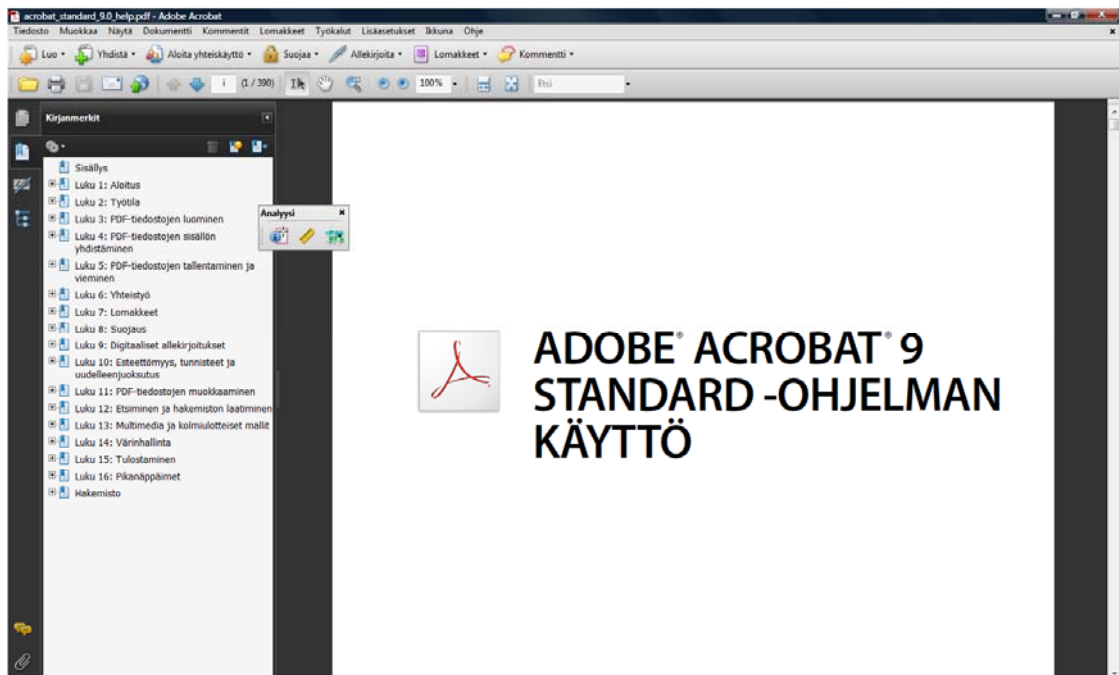 acrobat_standard_9.0_help.pdf - Adobe Acrobat
Tiedosto Muokkaa Näytä Dokumentti Kommentit Lomakkeet Työkalut Lisäasetukset Ikkuna Ohje
Luo Yhdistä Aloita yhteiskäyttö Suojaa Allekirjoita Lomakkeet Kommentti
i (1 / 390) 100% Etsi
Kirjanmerkit
Sisällys
Luku 1: Aloitus
Luku 2: Työtila
Luku 3: PDF-tiedostojen luominen
Luku 4: PDF-tiedostojen sisällön
yhdistäminen
Luku 5: PDF-tiedostojen tallentaminen ja
vieminen
Luku 6: Yhteistyö
Luku 7: Lomakkeet
Luku 8: Suojaus
Luku 9: Digitaaliset allekirjoitukset
Luku 10: Esteettömyys, tunnisteet ja
uudelleenjuoksutus
Luku 11: PDF-tiedostojen muokkaaminen
Luku 12: Etsiminen ja hakemiston laatiminen
Luku 13: Multimedia ja kolmiulotteiset mallit
Luku 14: Värinhallinta
Luku 15: Tulostaminen
Luku 16: Pikanäppäimet
Hakemisto
Analyysi
ADOBE® ACROBAT® 9
STANDARD -OHJELMAN
KÄYTTÖ